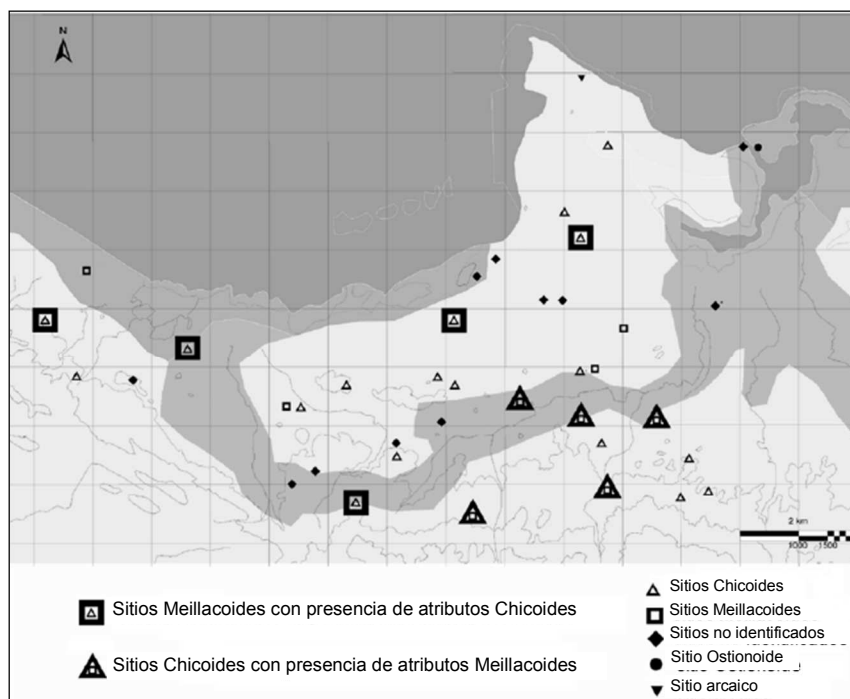 N
2 km
1000 1500
Sitios Meillacoides con presencia de atributos Chicoides
Sitios Chicoides con presencia de atributos Meillacoides
Sitios Chicoides
Sitios Meillacoides
Sitios no identificados
Sitio Ostionoide
Sitio arcaico